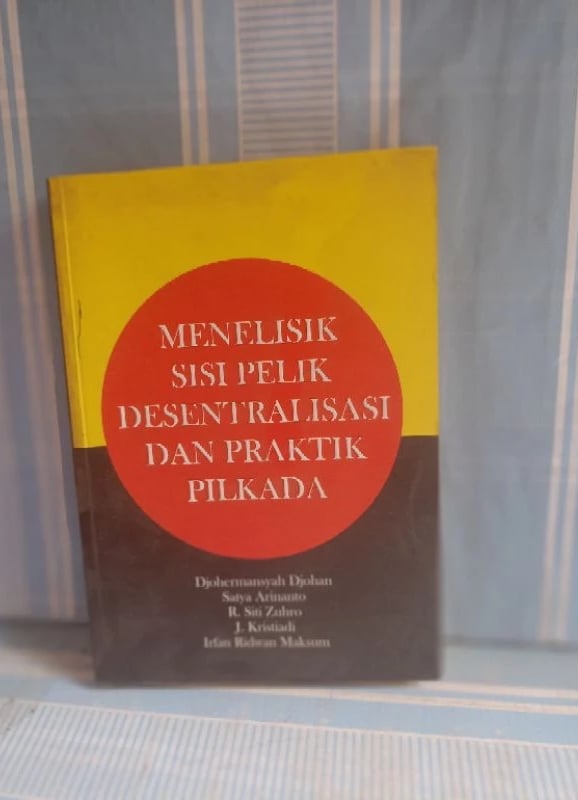 MENELISIK
SISI PELIK
DESENTRALISASI
DAN PRAKTIK
PILKADA
Djohermansyah Djohan
Satya Arinanto
R. Siti Zuhro
J. Kristiadi
Irfan Ridwan Maksum